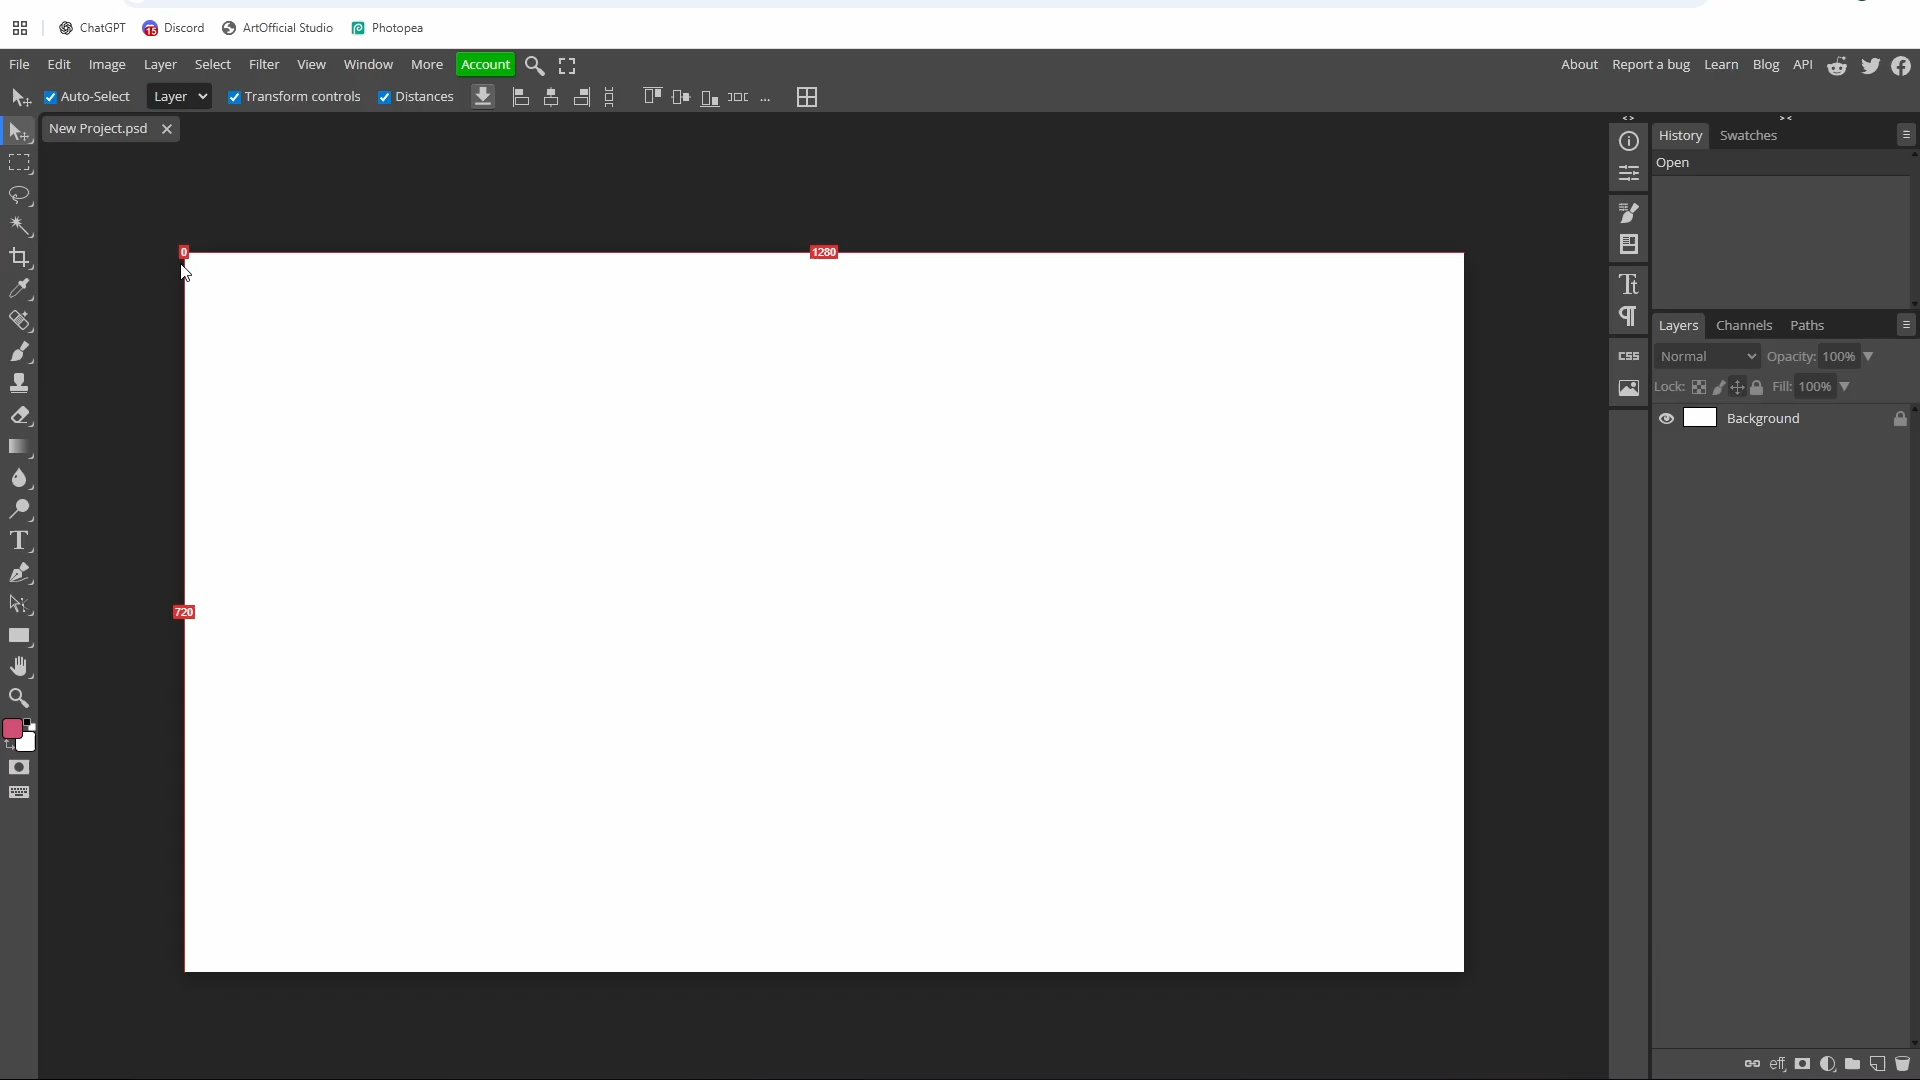 ChatGPT Discord ArtOfficial Studio Photopea
15
File Edit Image Layer Select Filter View Window More Account About Report a bug Learn Blog API
Auto-Select Layer Transform controls Distances ...
New Project.psd
< >
> <
History Swatches
Open
0
1280
720
Layers Channels Paths
Normal Opacity: 100%
CSS
Lock: Fill: 100%
Background
eff